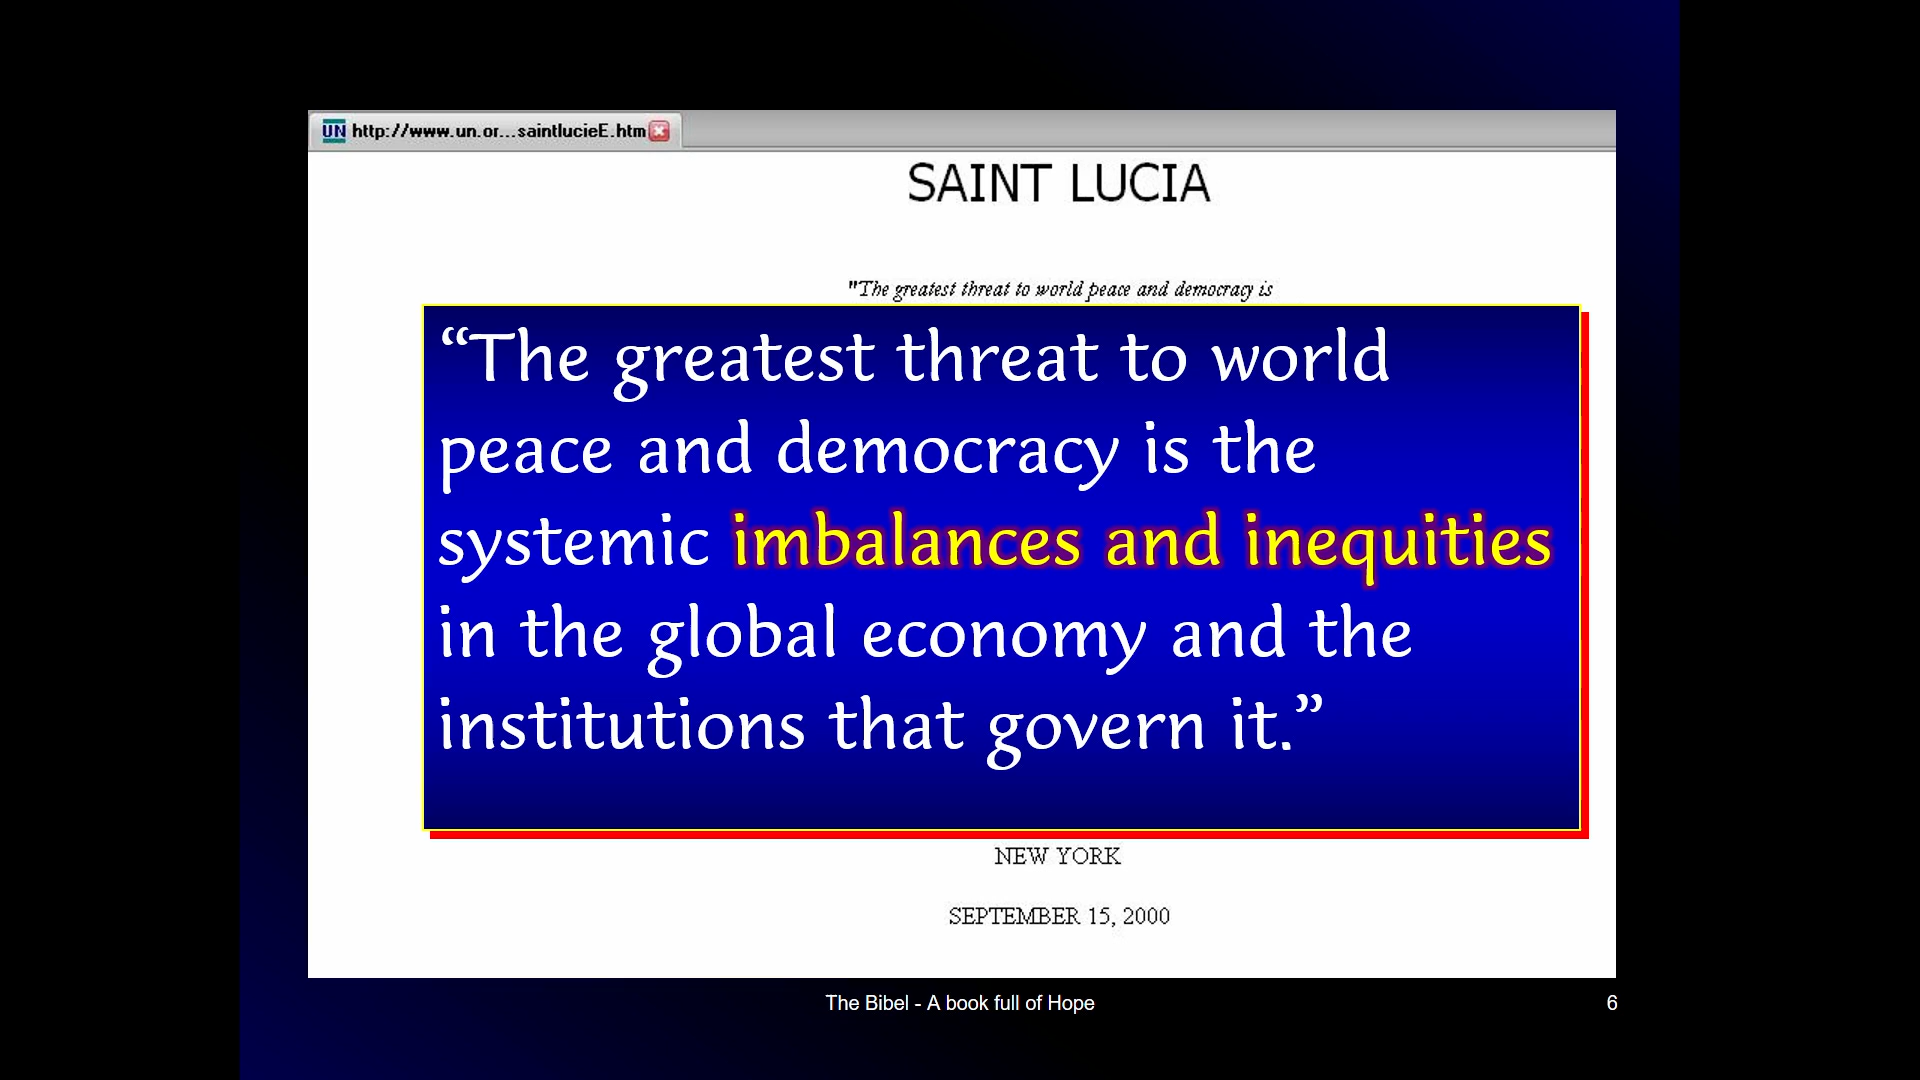 UN http://www.un.or...saintlucieE.htm
SAINT LUCIA
"The greatest threat to world peace and democracy is
“The greatest threat to world
peace and democracy is the
systemic imbalances and inequities
in the global economy and the
institutions that govern it.”
NEW YORK
SEPTEMBER 15, 2000
The Bibel - A book full of Hope
6